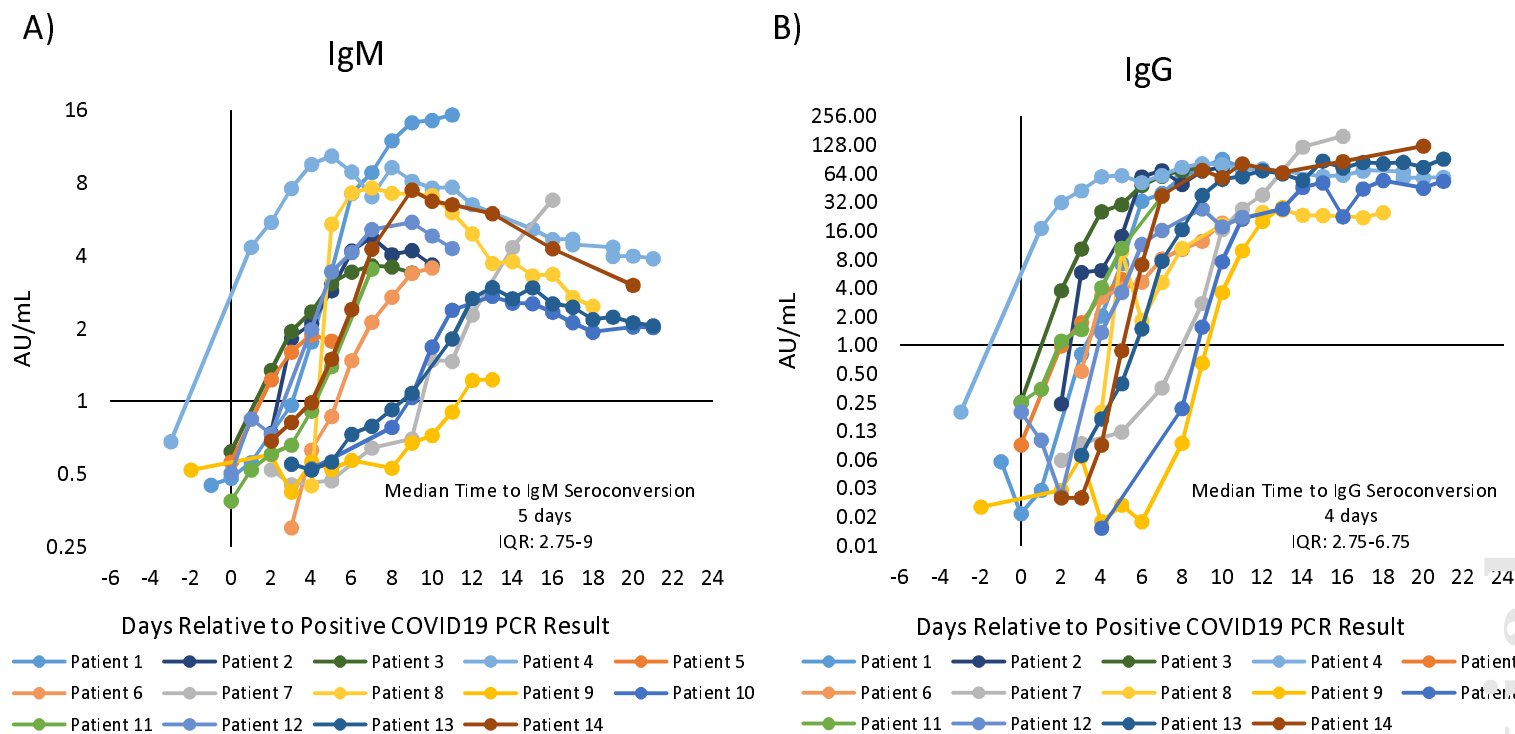 A)
IgM
16
8
4
2
1
0.5
0.25
AU/mL
Median Time to IgM Seroconversion
5 days
IQR: 2.75-9
-6 -4 -2 0 2 4 6 8 10 12 14 16 18 20 22 24
Days Relative to Positive COVID19 PCR Result
Patient 1 Patient 2 Patient 3 Patient 4 Patient 5
Patient 6 Patient 7 Patient 8 Patient 9 Patient 10
Patient 11 Patient 12 Patient 13 Patient 14
B)
IgG
256.00
128.00
64.00
32.00
16.00
8.00
4.00
2.00
1.00
0.50
0.25
0.13
0.06
0.03
0.02
0.01
AU/mL
Median Time to IgG Seroconversion
4 days
IQR: 2.75-6.75
-6 -4 -2 0 2 4 6 8 10 12 14 16 18 20 22 24
Days Relative to Positive COVID19 PCR Result
Patient 1 Patient 2 Patient 3 Patient 4 Patient
Patient 6 Patient 7 Patient 8 Patient 9
Patient 11 Patient 12 Patient 13 Patient 14